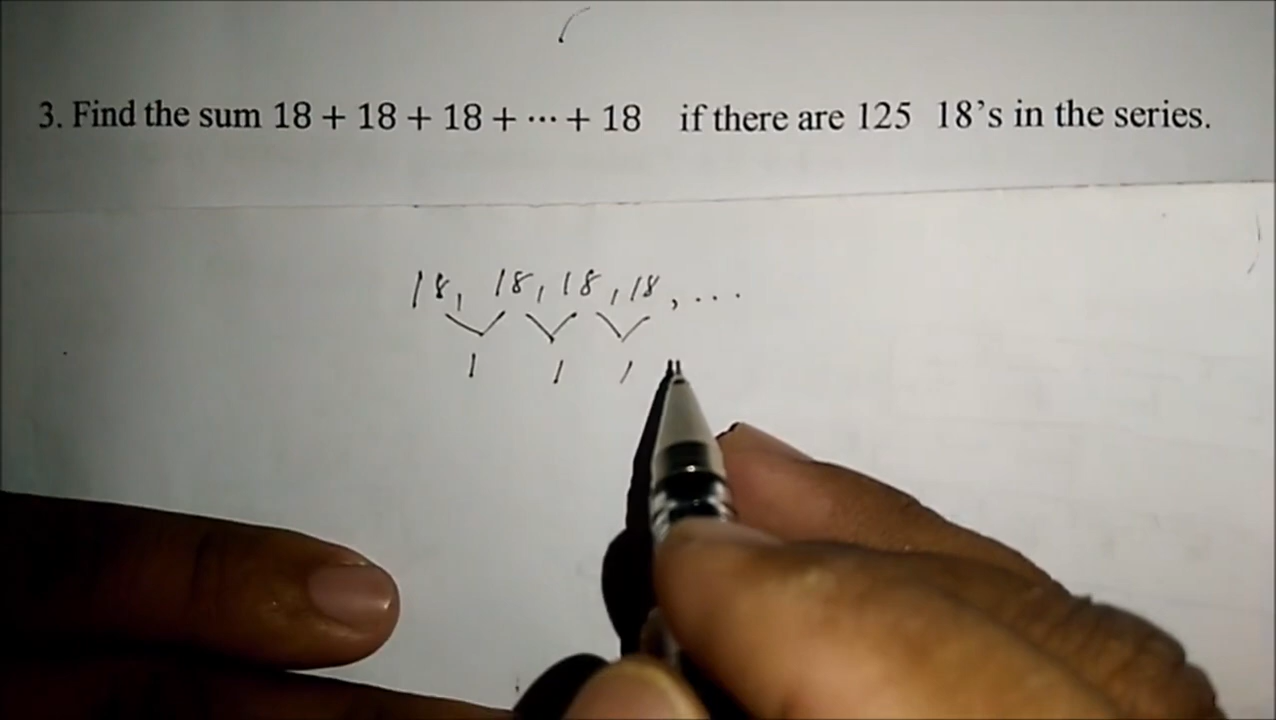 3. Find the sum 18 + 18 + 18 + ··· + 18 if there are 125 18's in the series.
18, 18, 18, 18, ...
1 1 1